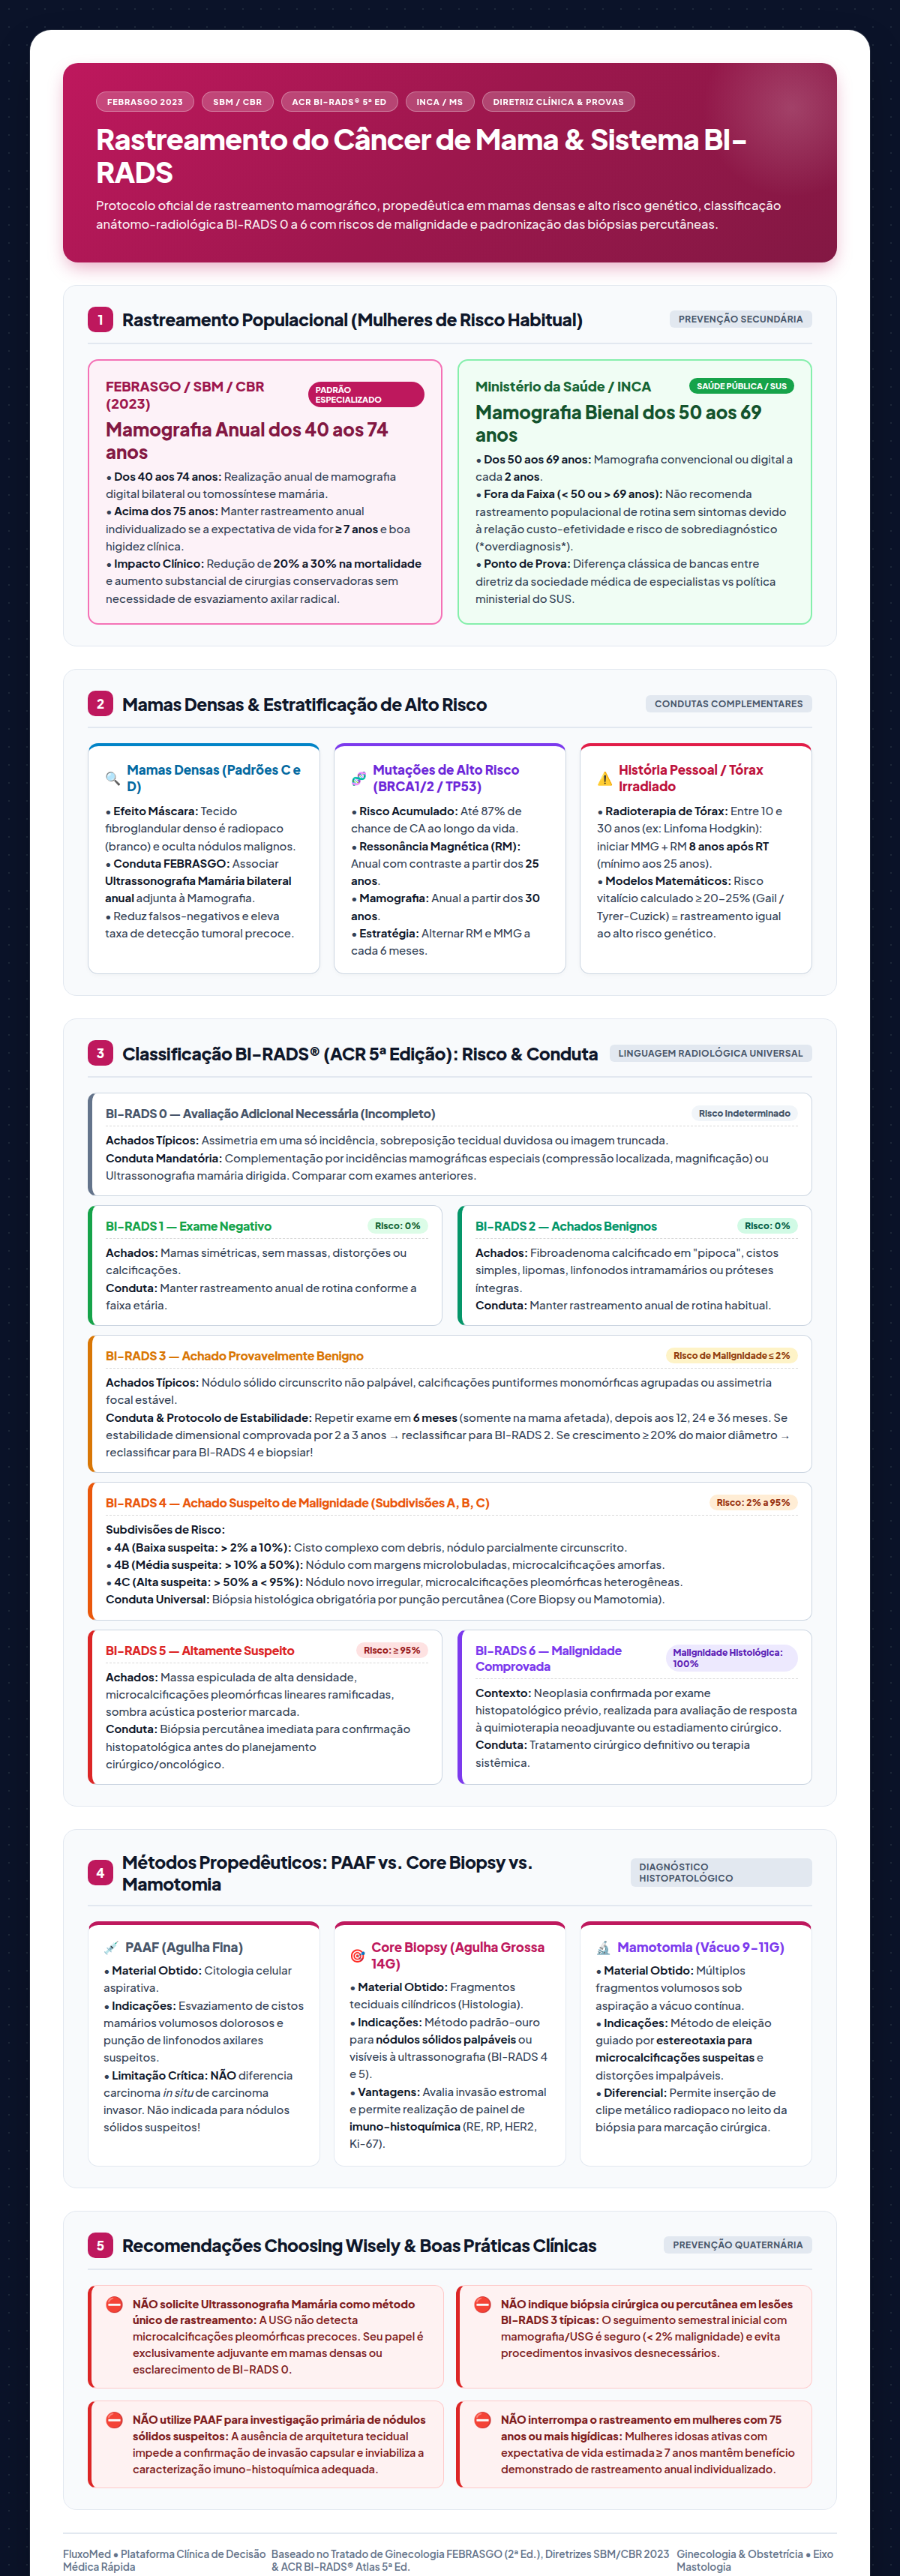 FEBRASGO 2023
SBM / CBR
ACR BI-RADS® 5ª ED
INCA / MS
DIRETRIZ CLÍNICA & PROVAS
Rastreamento do Câncer de Mama & Sistema BI-
RADS
Protocolo oficial de rastreamento mamográfico, propedêutica em mamas densas e alto risco genético, classificação
anátomo-radiológica BI-RADS 0 a 6 com riscos de malignidade e padronização das biópsias percutâneas.
1
Rastreamento Populacional (Mulheres de Risco Habitual)
PREVENÇÃO SECUNDÁRIA
FEBRASGO / SBM / CBR
(2023)
PADRÃO
ESPECIALIZADO
Mamografia Anual dos 40 aos 74
anos
• Dos 40 aos 74 anos: Realização anual de mamografia
digital bilateral ou tomossíntese mamária.
• Acima dos 75 anos: Manter rastreamento anual
individualizado se a expectativa de vida for ≥ 7 anos e boa
higidez clínica.
• Impacto Clínico: Redução de 20% a 30% na mortalidade
e aumento substancial de cirurgias conservadoras sem
necessidade de esvaziamento axilar radical.
Ministério da Saúde / INCA
SAÚDE PÚBLICA / SUS
Mamografia Bienal dos 50 aos 69
anos
• Dos 50 aos 69 anos: Mamografia convencional ou digital a
cada 2 anos.
• Fora da Faixa (< 50 ou > 69 anos): Não recomenda
rastreamento populacional de rotina sem sintomas devido
à relação custo-efetividade e risco de sobrediagnóstico
(*overdiagnosis*).
• Ponto de Prova: Diferença clássica de bancas entre
diretriz da sociedade médica de especialistas vs política
ministerial do SUS.
2
Mamas Densas & Estratificação de Alto Risco
CONDUTAS COMPLEMENTARES
🔍 Mamas Densas (Padrões C e
D)
• Efeito Máscara: Tecido
fibroglandular denso é radiopaco
(branco) e oculta nódulos malignos.
• Conduta FEBRASGO: Associar
Ultrassonografia Mamária bilateral
anual adjunta à Mamografia.
• Reduz falsos-negativos e eleva
taxa de detecção tumoral precoce.
🧬 Mutações de Alto Risco
(BRCA1/2 / TP53)
• Risco Acumulado: Até 87% de
chance de CA ao longo da vida.
• Ressonância Magnética (RM):
Anual com contraste a partir dos 25
anos.
• Mamografia: Anual a partir dos 30
anos.
• Estratégia: Alternar RM e MMG a
cada 6 meses.
⚠️ História Pessoal / Tórax
Irradiado
• Radioterapia de Tórax: Entre 10 e
30 anos (ex: Linfoma Hodgkin):
iniciar MMG + RM 8 anos após RT
(mínimo aos 25 anos).
• Modelos Matemáticos: Risco
vitalício calculado ≥ 20-25% (Gail /
Tyrer-Cuzick) = rastreamento igual
ao alto risco genético.
3
Classificação BI-RADS® (ACR 5ª Edição): Risco & Conduta
LINGUAGEM RADIOLÓGICA UNIVERSAL
BI-RADS 0 — Avaliação Adicional Necessária (Incompleto)
Risco Indeterminado
Achados Típicos: Assimetria em uma só incidência, sobreposição tecidual duvidosa ou imagem truncada.
Conduta Mandatória: Complementação por incidências mamográficas especiais (compressão localizada, magnificação) ou
Ultrassonografia mamária dirigida. Comparar com exames anteriores.
BI-RADS 1 — Exame Negativo
Risco: 0%
Achados: Mamas simétricas, sem massas, distorções ou
calcificações.
Conduta: Manter rastreamento anual de rotina conforme a
faixa etária.
BI-RADS 2 — Achados Benignos
Risco: 0%
Achados: Fibroadenoma calcificado em "pipoca", cistos
simples, lipomas, linfonodos intramamários ou próteses
íntegras.
Conduta: Manter rastreamento anual de rotina habitual.
BI-RADS 3 — Achado Provavelmente Benigno
Risco de Malignidade ≤ 2%
Achados Típicos: Nódulo sólido circunscrito não palpável, calcificações puntiformes monomórficas agrupadas ou assimetria
focal estável.
Conduta & Protocolo de Estabilidade: Repetir exame em 6 meses (somente na mama afetada), depois aos 12, 24 e 36 meses. Se
estabilidade dimensional comprovada por 2 a 3 anos → reclassificar para BI-RADS 2. Se crescimento ≥ 20% do maior diâmetro →
reclassificar para BI-RADS 4 e biopsiar!
BI-RADS 4 — Achado Suspeito de Malignidade (Subdivisões A, B, C)
Risco: 2% a 95%
Subdivisões de Risco:
• 4A (Baixa suspeita: > 2% a 10%): Cisto complexo com debris, nódulo parcialmente circunscrito.
• 4B (Média suspeita: > 10% a 50%): Nódulo com margens microlobuladas, microcalcificações amorfas.
• 4C (Alta suspeita: > 50% a < 95%): Nódulo novo irregular, microcalcificações pleomórficas heterogêneas.
Conduta Universal: Biópsia histológica obrigatória por punção percutânea (Core Biopsy ou Mamotomia).
BI-RADS 5 — Altamente Suspeito
Risco: ≥ 95%
Achados: Massa espiculada de alta densidade,
microcalcificações pleomórficas lineares ramificadas,
sombra acústica posterior marcada.
Conduta: Biópsia percutânea imediata para confirmação
histopatológica antes do planejamento
cirúrgico/oncológico.
BI-RADS 6 — Malignidade
Comprovada
Malignidade Histológica:
100%
Contexto: Neoplasia confirmada por exame
histopatológico prévio, realizada para avaliação de resposta
à quimioterapia neoadjuvante ou estadiamento cirúrgico.
Conduta: Tratamento cirúrgico definitivo ou terapia
sistêmica.
4
Métodos Propedêuticos: PAAF vs. Core Biopsy vs.
Mamotomia
DIAGNÓSTICO
HISTOPATOLÓGICO
💉 PAAF (Agulha Fina)
• Material Obtido: Citologia celular
aspirativa.
• Indicações: Esvaziamento de cistos
mamários volumosos dolorosos e
punção de linfonodos axilares
suspeitos.
• Limitação Crítica: NÃO diferencia
carcinoma in situ de carcinoma
invasor. Não indicada para nódulos
sólidos suspeitos!
🎯 Core Biopsy (Agulha Grossa
14G)
• Material Obtido: Fragmentos
teciduais cilíndricos (Histologia).
• Indicações: Método padrão-ouro
para nódulos sólidos palpáveis ou
visíveis à ultrassonografia (BI-RADS 4
e 5).
• Vantagens: Avalia invasão estromal
e permite realização de painel de
imuno-histoquímica (RE, RP, HER2,
Ki-67).
🔬 Mamotomia (Vácuo 9-11G)
• Material Obtido: Múltiplos
fragmentos volumosos sob
aspiração a vácuo contínua.
• Indicações: Método de eleição
guiado por estereotaxia para
microcalcificações suspeitas e
distorções impalpáveis.
• Diferencial: Permite inserção de
clipe metálico radiopaco no leito da
biópsia para marcação cirúrgica.
5
Recomendações Choosing Wisely & Boas Práticas Clínicas
PREVENÇÃO QUATERNÁRIA
⛔ NÃO solicite Ultrassonografia Mamária como método
único de rastreamento: A USG não detecta
microcalcificações pleomórficas precoces. Seu papel é
exclusivamente adjuvante em mamas densas ou
esclarecimento de BI-RADS 0.
⛔ NÃO indique biópsia cirúrgica ou percutânea em lesões
BI-RADS 3 típicas: O seguimento semestral inicial com
mamografia/USG é seguro (< 2% malignidade) e evita
procedimentos invasivos desnecessários.
⛔ NÃO utilize PAAF para investigação primária de nódulos
sólidos suspeitos: A ausência de arquitetura tecidual
impede a confirmação de invasão capsular e inviabiliza a
caracterização imuno-histoquímica adequada.
⛔ NÃO interrompa o rastreamento em mulheres com 75
anos ou mais hígidas: Mulheres idosas ativas com
expectativa de vida estimada ≥ 7 anos mantêm benefício
demonstrado de rastreamento anual individualizado.
FluxoMed • Plataforma Clínica de Decisão
Médica Rápida
Baseado no Tratado de Ginecologia FEBRASGO (2ª Ed.), Diretrizes SBM/CBR 2023
& ACR BI-RADS® Atlas 5ª Ed.
Ginecologia & Obstetrícia • Eixo
Mastologia